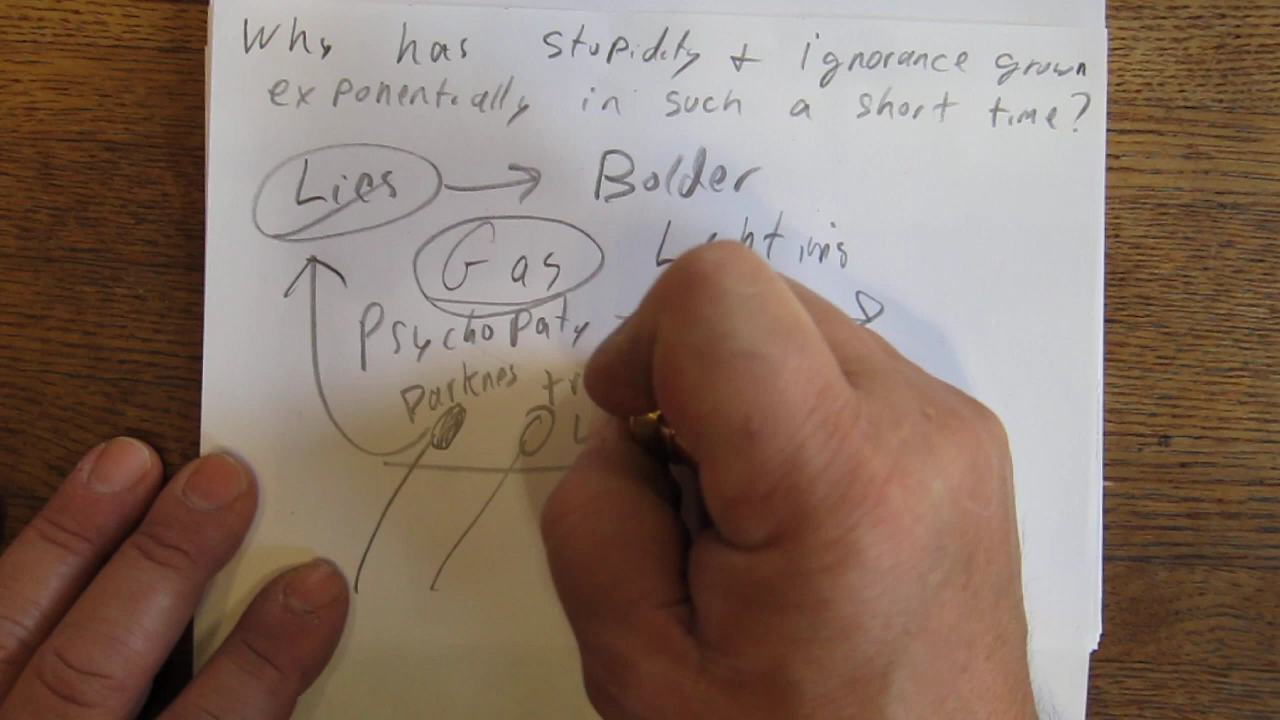 Why has stupidity + ignorance grown
exponentially in such a short time?
Lies → Bolder
Gas
Psychopaty
Darknes